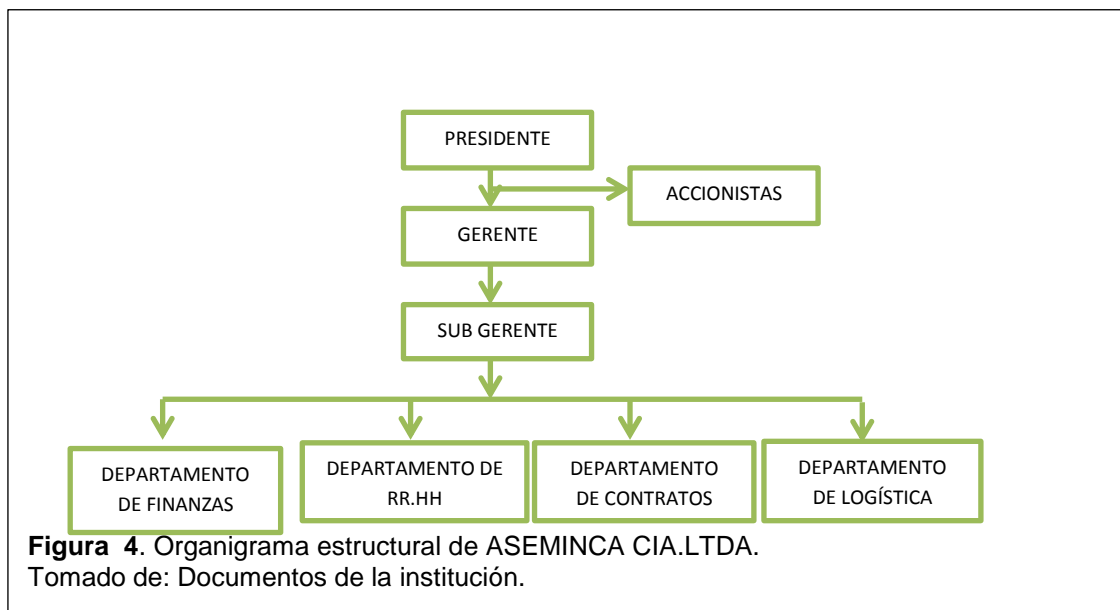 PRESIDENTE
ACCIONISTAS
GERENTE
SUB GERENTE
DEPARTAMENTO
DE FINANZAS
DEPARTAMENTO DE
RR.HH
DEPARTAMENTO
DE CONTRATOS
DEPARTAMENTO
DE LOGÍSTICA
Figura 4. Organigrama estructural de ASEMINCA CIA.LTDA.
Tomado de: Documentos de la institución.